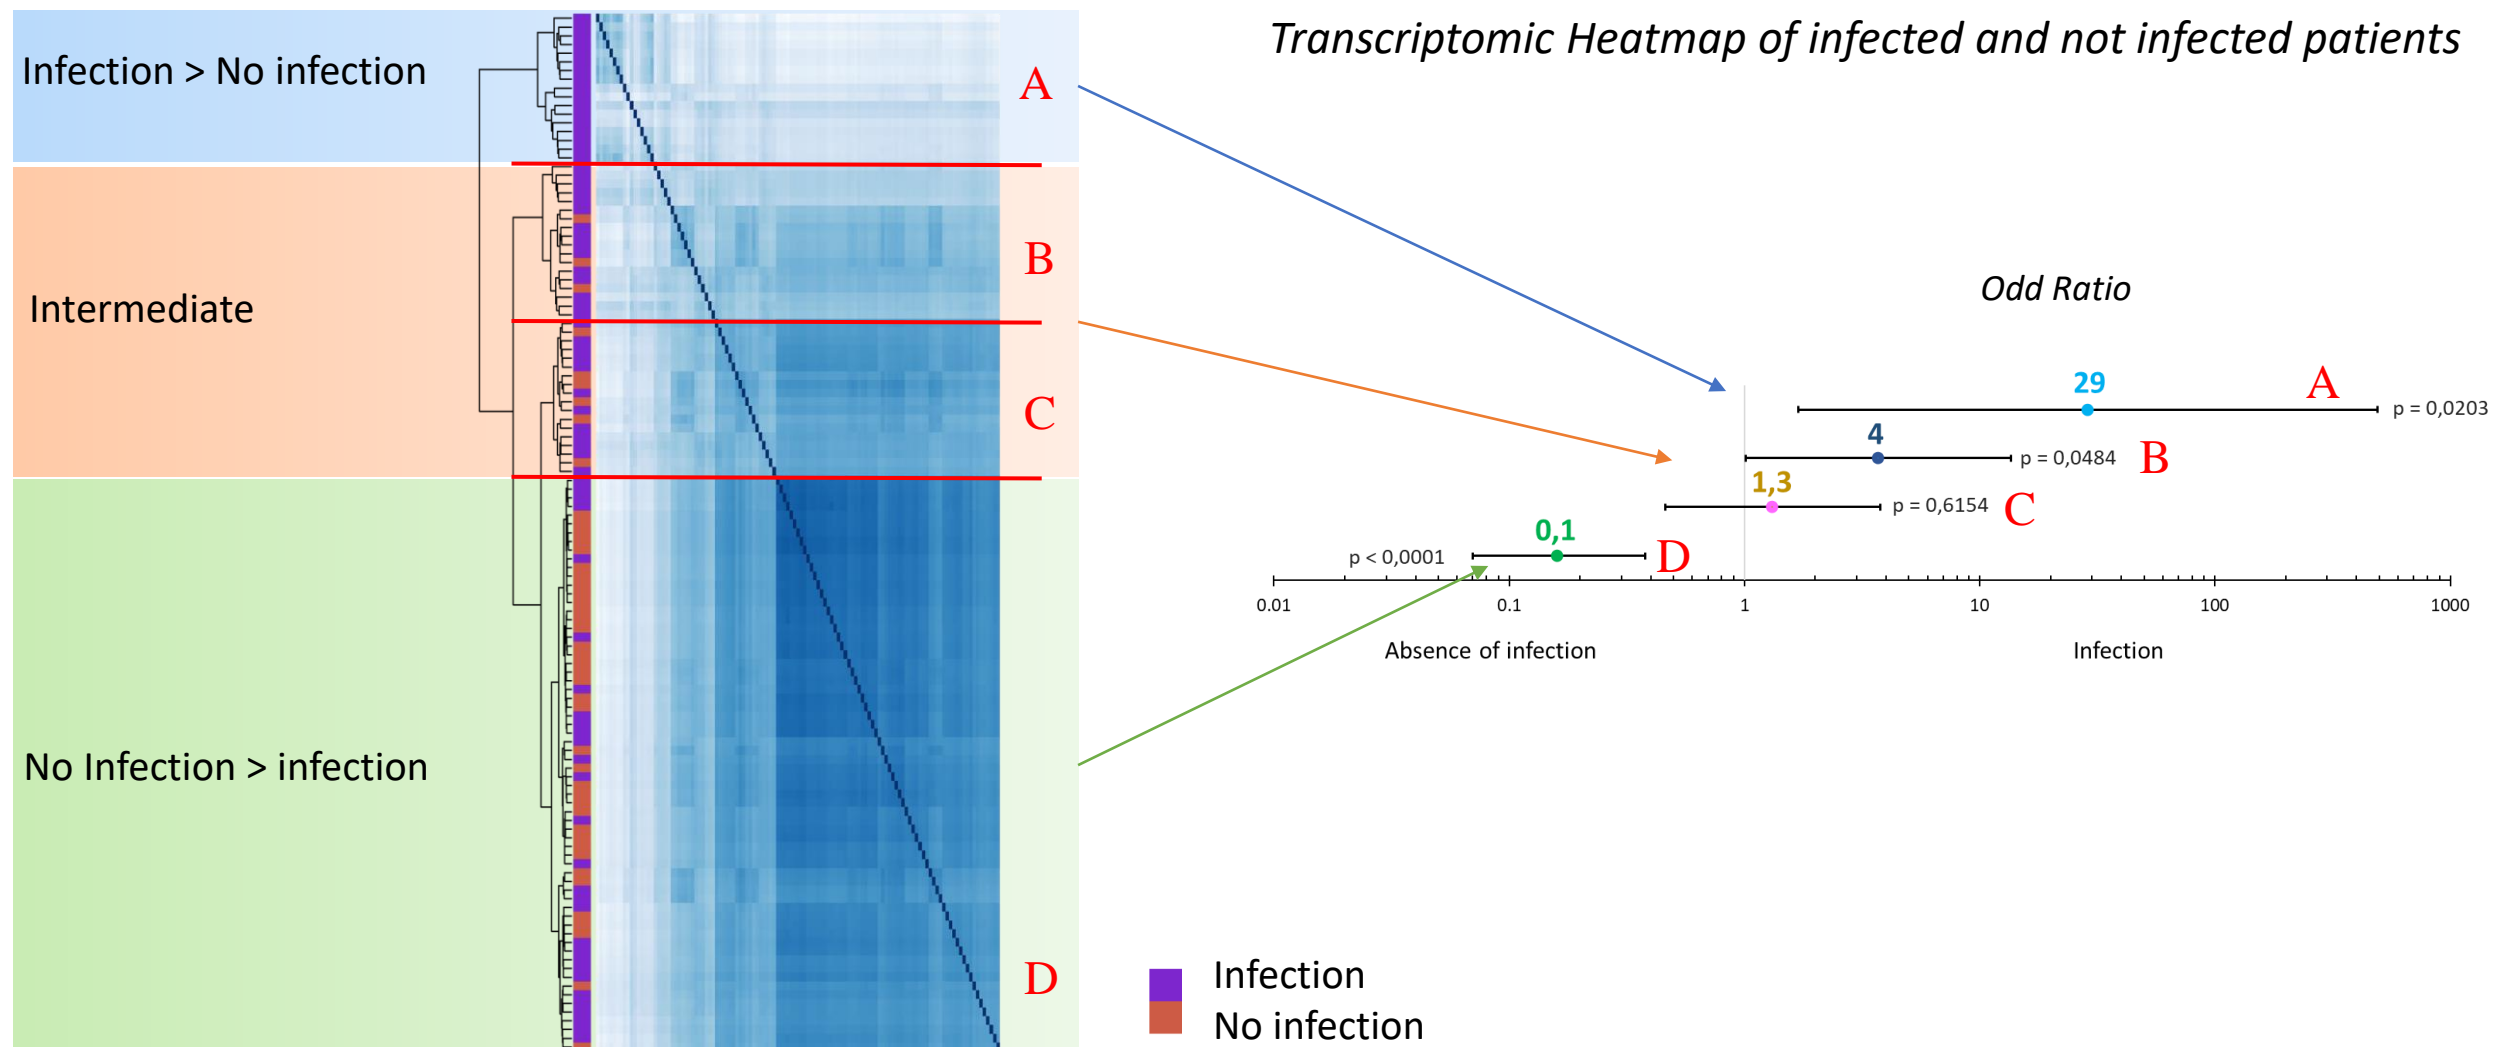 Transcriptomic Heatmap of infected and not infected patients
Infection > No infection
A
B
Intermediate
C
No Infection > infection
D
Odd Ratio
29
A
p = 0,0203
4
p = 0,0484
B
1,3
p = 0,6154
C
0,1
p < 0,0001
D
0.01 0.1 1 10 100 1000
Absence of infection Infection
Infection
No infection